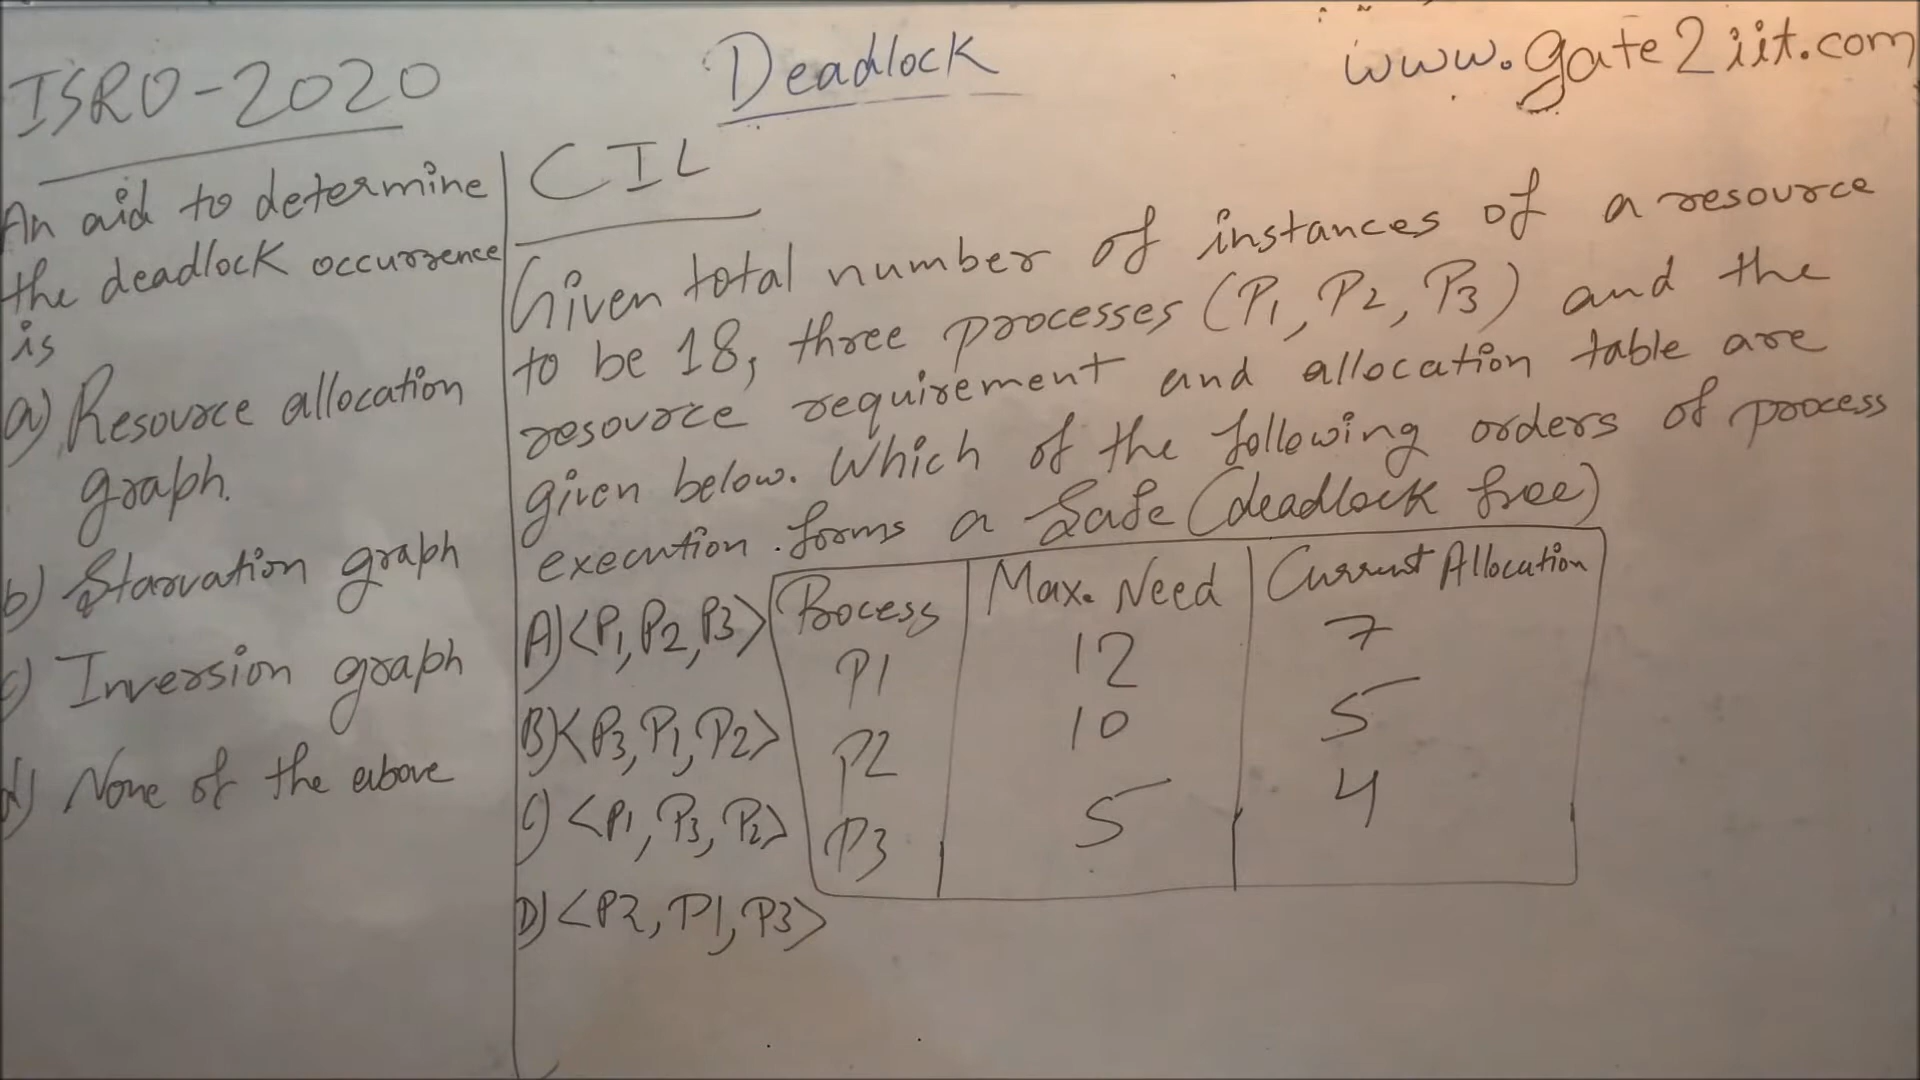 Deadlock
www.gate2iit.com
ISRO-2020
An aid to determine
the deadlock occurrence
is
a) Resource allocation
graph.
b) Starvation graph
c) Inversion graph
d) None of the above
CIL
Given total number of instances of a resource
to be 18, three processes (P1, P2, P3) and the
resource requirement and allocation table are
given below. Which of the following orders of process
execution forms a safe (deadlock free)
A) <P1, P2, P3>
B) <P3, P1, P2>
C) <P1, P3, P2>
D) <P2, P1, P3>
Process Max. Need Current Allocation
P1 12 7
P2 10 5
P3 5 4